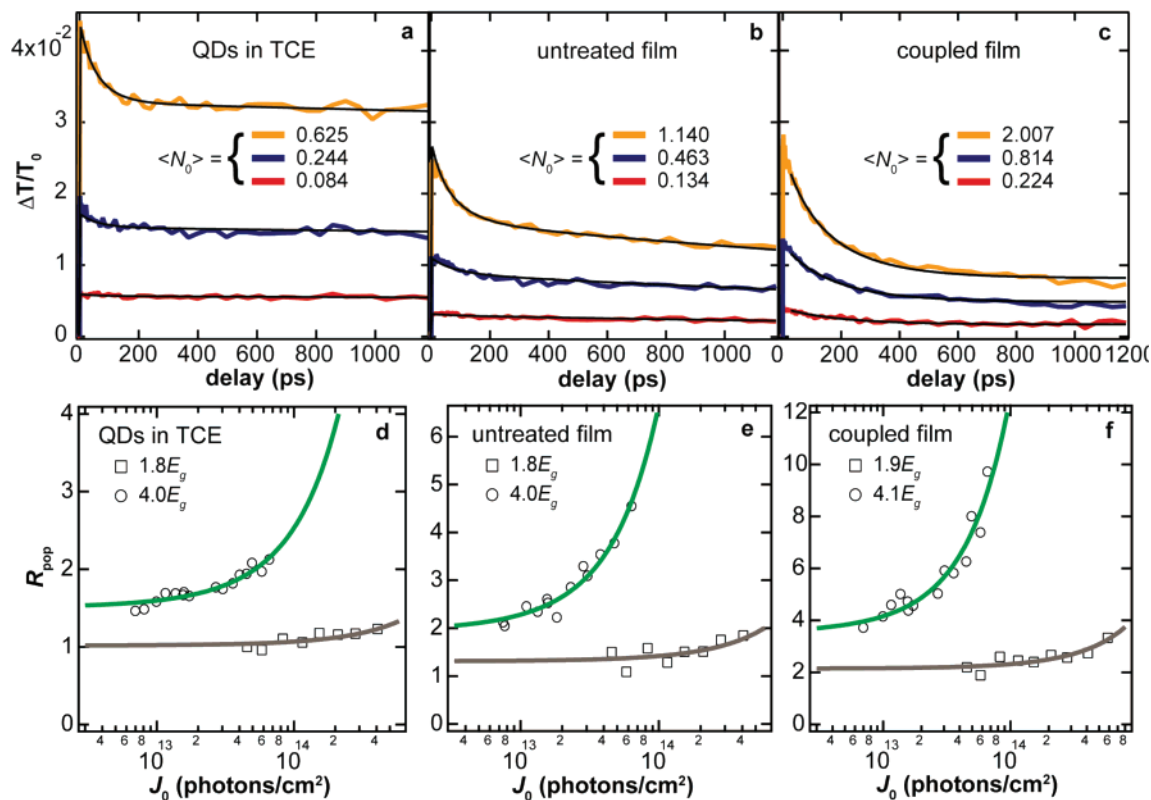 a
QDs in TCE
4x10-2
3
2
1
0
ΔT/T0
<N0> = {
0.625
0.244
0.084
0 200 400 600 800 1000
delay (ps)
b
untreated film
<N0> = {
1.140
0.463
0.134
0 200 400 600 800 1000
delay (ps)
c
coupled film
<N0> = {
2.007
0.814
0.224
0 200 400 600 800 1000 1200
delay (ps)
d
QDs in TCE
1.8Eg
4.0Eg
4
3
2
1
0
Rpop
4 6 8 2 4 6 8 2 4
10^13 10^14
J0 (photons/cm2)
e
untreated film
1.8Eg
4.0Eg
6
5
4
3
2
1
0
4 6 8 2 4 6 8 2 4
10^13 10^14
J0 (photons/cm2)
f
coupled film
1.9Eg
4.1Eg
12
10
8
6
4
2
0
4 6 8 2 4 6 8 2 4 6 8
10^13 10^14
J0 (photons/cm2)